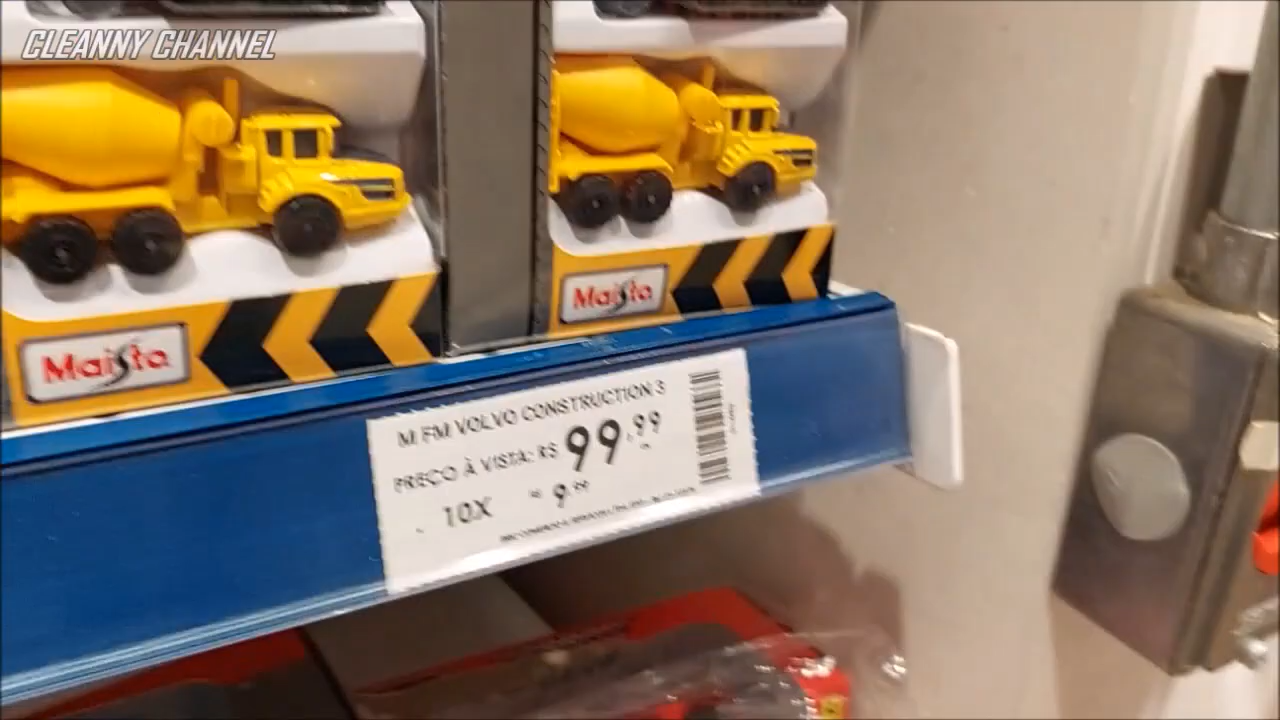 CLEANNY CHANNEL
Maisto
Maisto
M FM VOLVO CONSTRUCTION 3
PREÇO À VISTA: R$ 99,99
10X R$ 9,99